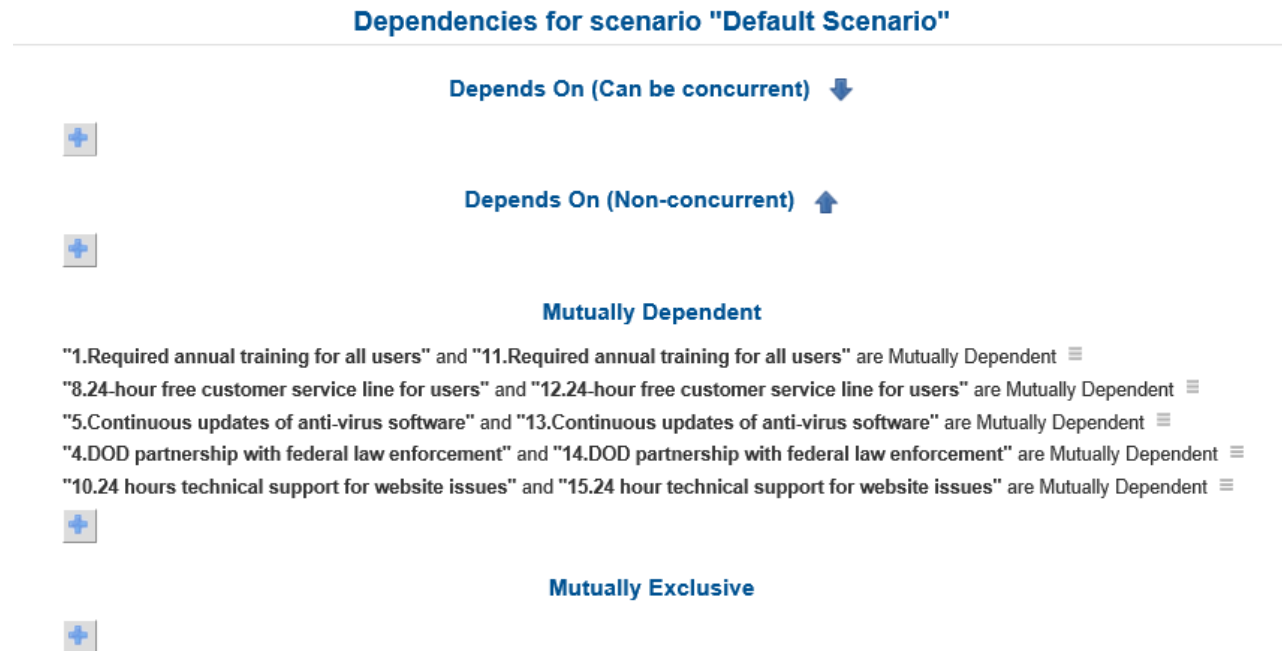 Dependencies for scenario "Default Scenario"
Depends On (Can be concurrent)
Depends On (Non-concurrent)
Mutually Dependent
"1.Required annual training for all users" and "11.Required annual training for all users" are Mutually Dependent
"8.24-hour free customer service line for users" and "12.24-hour free customer service line for users" are Mutually Dependent
"5.Continuous updates of anti-virus software" and "13.Continuous updates of anti-virus software" are Mutually Dependent
"4.DOD partnership with federal law enforcement" and "14.DOD partnership with federal law enforcement" are Mutually Dependent
"10.24 hours technical support for website issues" and "15.24 hour technical support for website issues" are Mutually Dependent
Mutually Exclusive